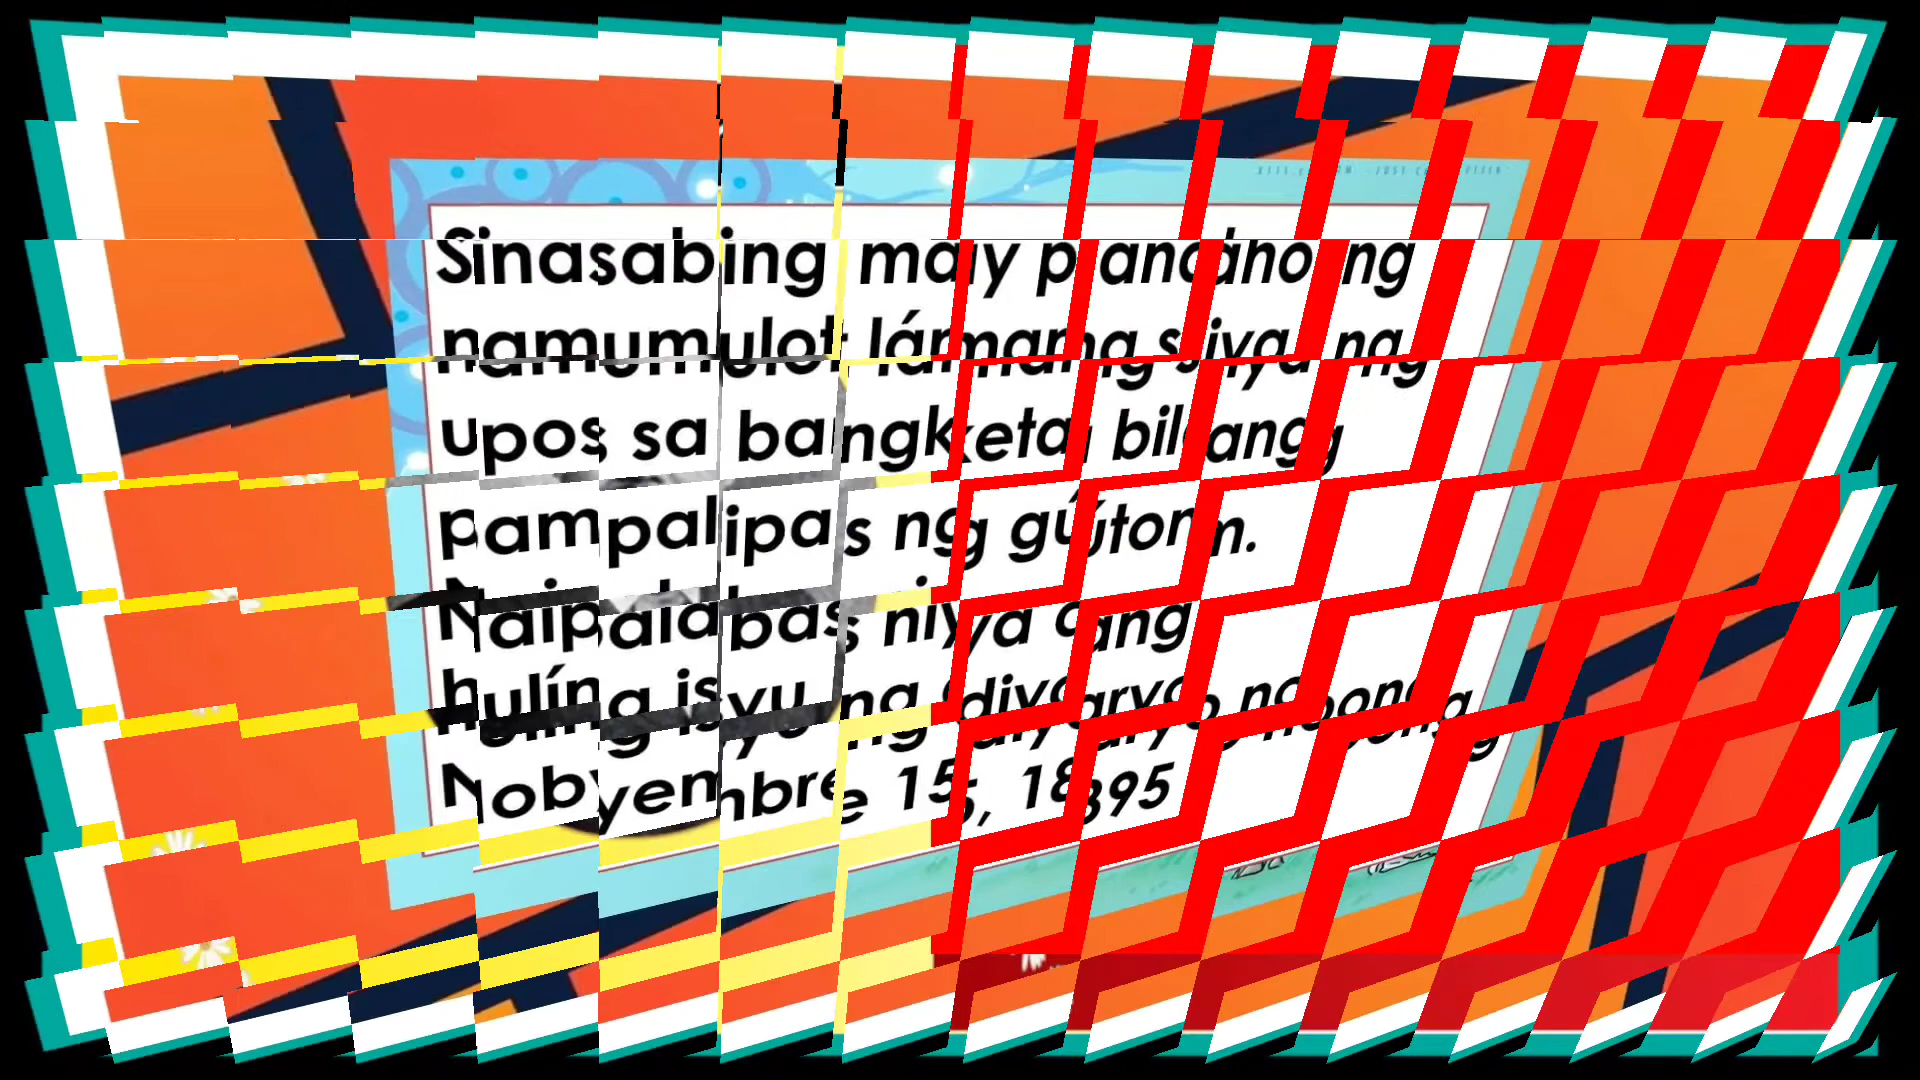 Sinasabing may panahong
namumulot lámang siya ng
upos sa bangketa bilang
pampalipas ng gútom.
Naipalabas niya ang
hulíng isyu ng diyaryo noong
Nobyembre 15, 1895